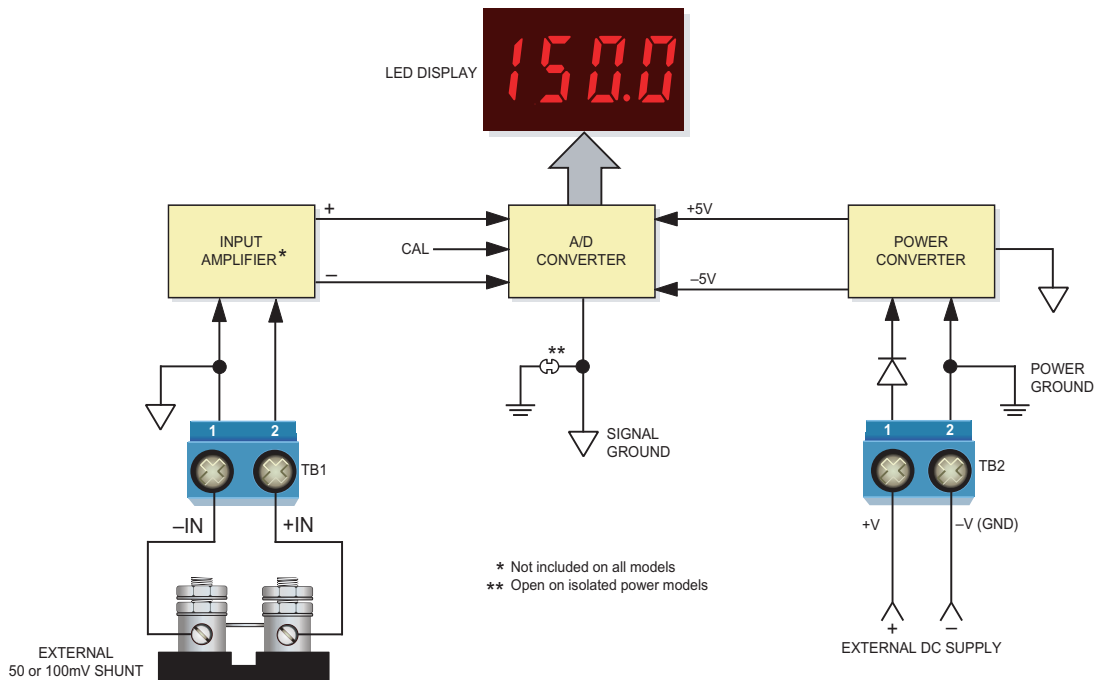 150.0
LED DISPLAY
INPUT
AMPLIFIER*
+
–
CAL
A/D
CONVERTER
+5V
–5V
POWER
CONVERTER
**
SIGNAL
GROUND
POWER
GROUND
1 2
TB1
–IN +IN
1 2
TB2
+V –V (GND)
* Not included on all models
** Open on isolated power models
+ –
EXTERNAL DC SUPPLY
EXTERNAL
50 or 100mV SHUNT